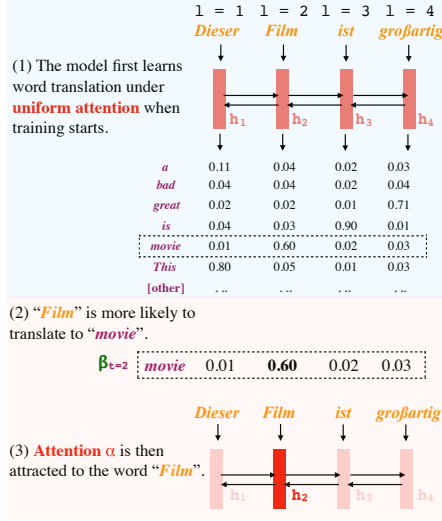 l = 1 l = 2 l = 3 l = 4
Dieser Film ist großartig
(1) The model first learns
word translation under
uniform attention when
training starts.
h1 h2 h3 h4
a 0.11 0.04 0.02 0.03
bad 0.04 0.04 0.02 0.04
great 0.02 0.02 0.01 0.71
is 0.04 0.03 0.90 0.01
movie 0.01 0.60 0.02 0.03
This 0.80 0.05 0.01 0.03
[other] ... ... ... ...
(2) “Film” is more likely to
translate to “movie”.
βt=2 movie 0.01 0.60 0.02 0.03
Dieser Film ist großartig
(3) Attention α is then
attracted to the word “Film”.
h1 h2 h3 h4